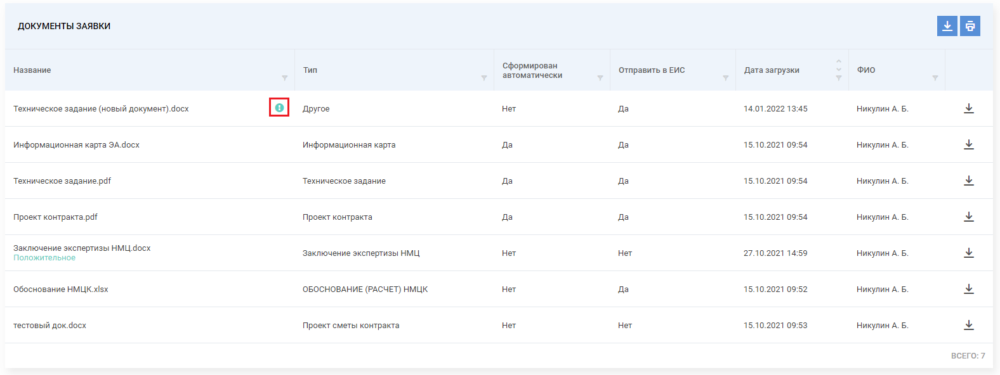 ДОКУМЕНТЫ ЗАЯВКИ
Название Тип Сформирован автоматически Отправить в ЕИС Дата загрузки ФИО
Техническое задание (новый документ).docx Другое Нет Да 14.01.2022 13:45 Никулин А. Б.
Информационная карта ЭА.docx Информационная карта Да Да 15.10.2021 09:54 Никулин А. Б.
Техническое задание.pdf Техническое задание Да Да 15.10.2021 09:54 Никулин А. Б.
Проект контракта.pdf Проект контракта Да Да 15.10.2021 09:54 Никулин А. Б.
Заключение экспертизы НМЦ.docx Заключение экспертизы НМЦ Нет Нет 27.10.2021 14:59 Никулин А. Б.
Положительное
Обоснование НМЦК.xlsx ОБОСНОВАНИЕ (РАСЧЕТ) НМЦК Нет Да 15.10.2021 09:52 Никулин А. Б.
тестовый док.docx Проект сметы контракта Нет Нет 15.10.2021 09:53 Никулин А. Б.
ВСЕГО: 7